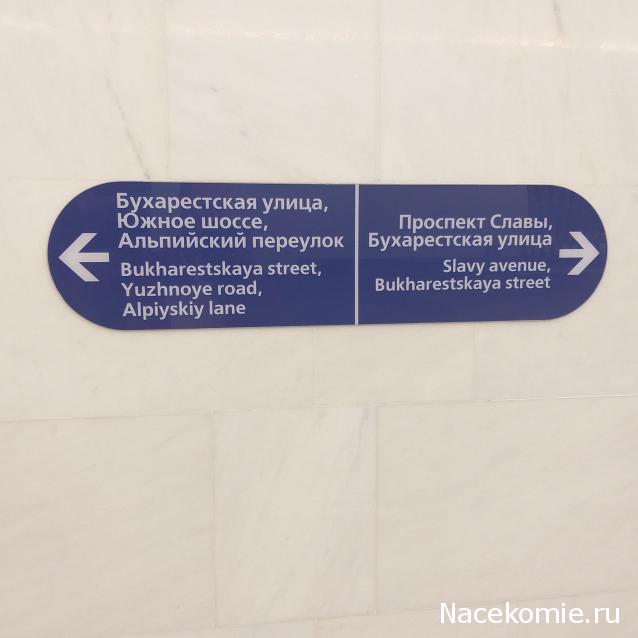 Бухарестская улица,
Южное шоссе,
Альпийский переулок
Bukharestskaya street,
Yuzhnoye road,
Alpiyskiy lane
Проспект Славы,
Бухарестская улица
Slavy avenue,
Bukharestskaya street
Nacekomie.ru